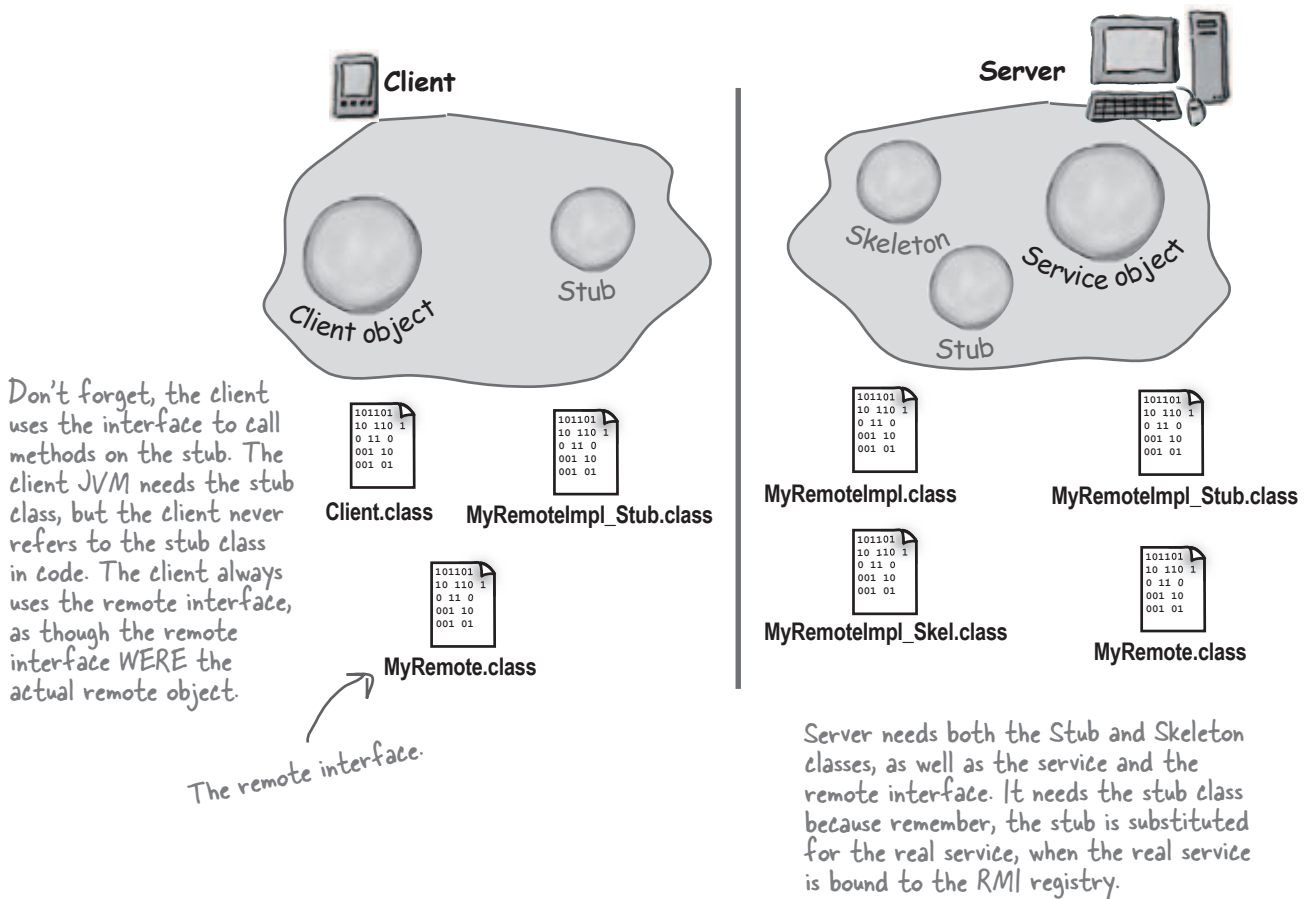 Client
Server
Client object
Stub
Skeleton
Service object
Stub
Don't forget, the client
uses the interface to call
methods on the stub. The
client JVM needs the stub
class, but the client never
refers to the stub class
in code. The client always
uses the remote interface,
as though the remote
interface WERE the
actual remote object.
101101
10 110 1
0 11 0
001 10
001 01
Client.class
101101
10 110 1
0 11 0
001 10
001 01
MyRemoteImpl_Stub.class
101101
10 110 1
0 11 0
001 10
001 01
MyRemote.class
The remote interface.
101101
10 110 1
0 11 0
001 10
001 01
MyRemoteImpl.class
101101
10 110 1
0 11 0
001 10
001 01
MyRemoteImpl_Stub.class
101101
10 110 1
0 11 0
001 10
001 01
MyRemoteImpl_Skel.class
101101
10 110 1
0 11 0
001 10
001 01
MyRemote.class
Server needs both the Stub and Skeleton
classes, as well as the service and the
remote interface. It needs the stub class
because remember, the stub is substituted
for the real service, when the real service
is bound to the RMI registry.